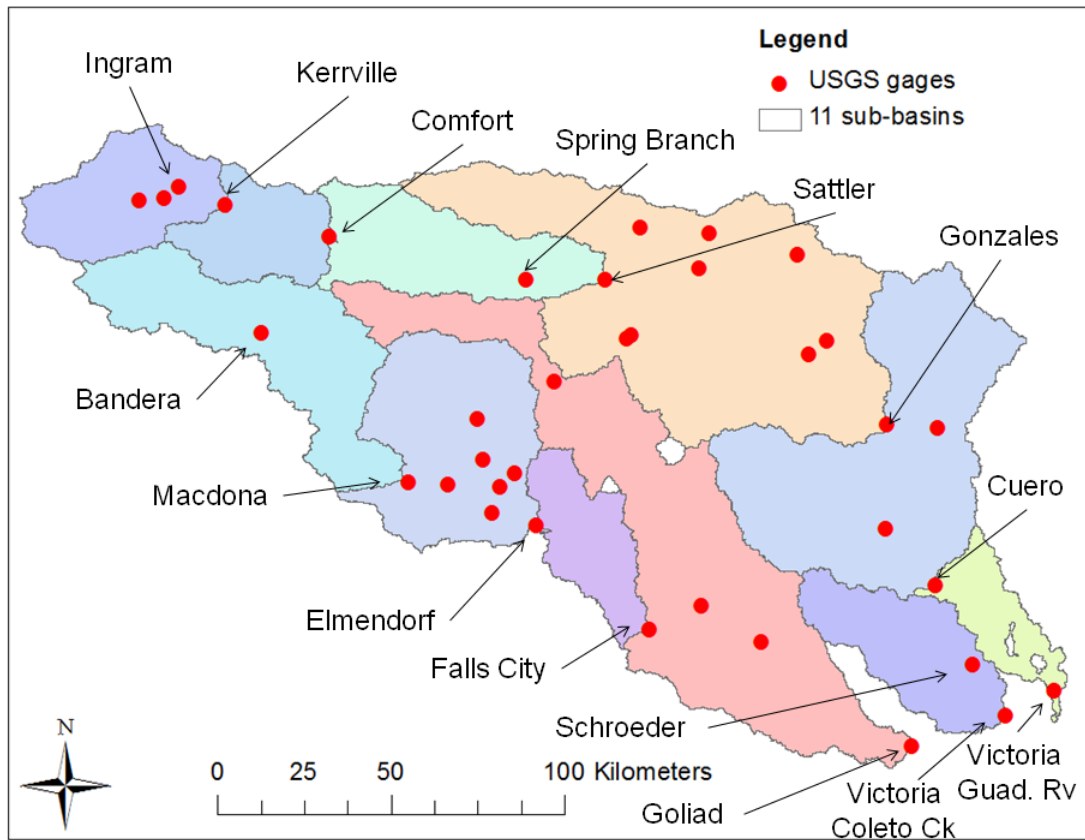 Legend
USGS gages
11 sub-basins
Ingram
Kerrville
Comfort
Spring Branch
Sattler
Gonzales
Bandera
Macdona
Cuero
Elmendorf
Falls City
Schroeder
Goliad
Victoria
Coleto Ck
Victoria
Guad. Rv
N
0 25 50 100 Kilometers